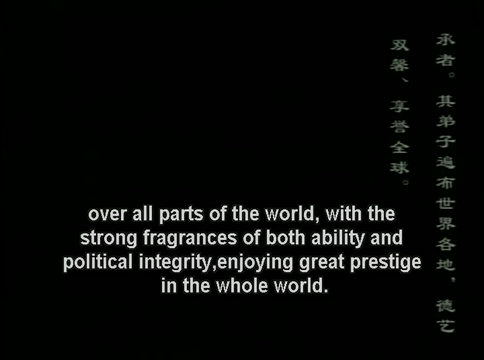 承者。其弟子遍布世界各地，德艺
双馨、享誉全球。
over all parts of the world, with the
strong fragrances of both ability and
political integrity,enjoying great prestige
in the whole world.